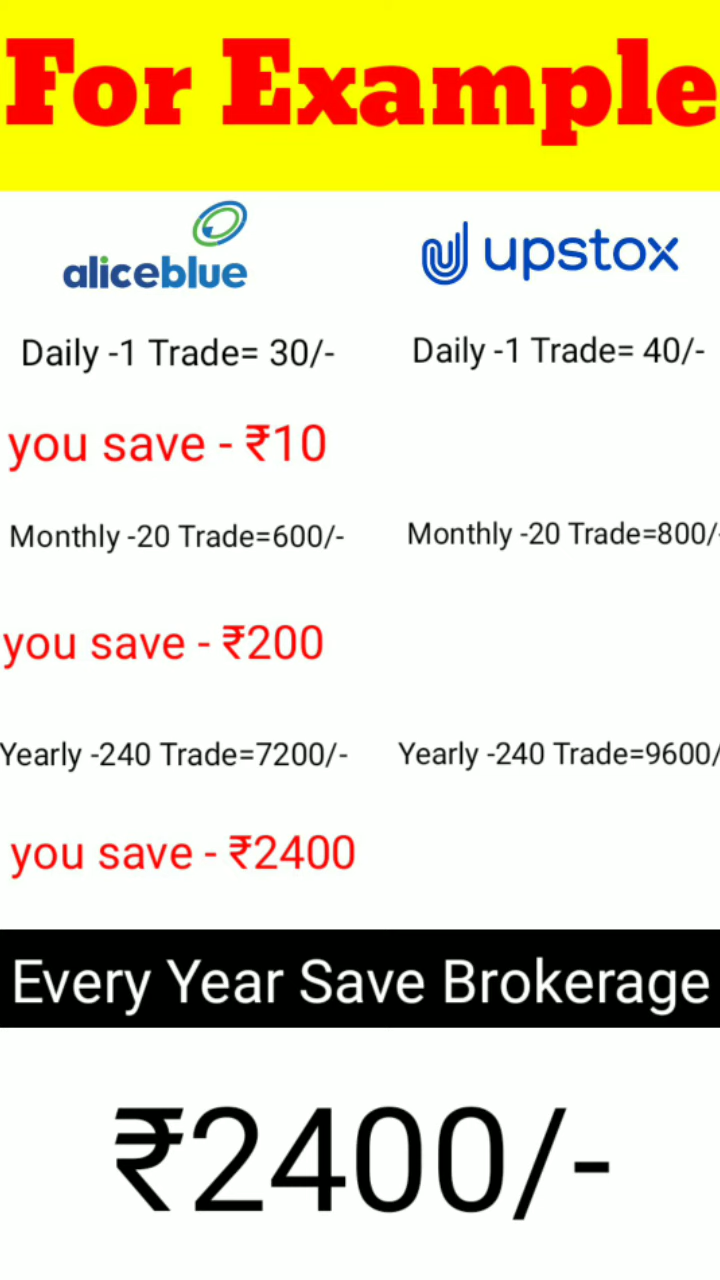 For Example
aliceblue
upstox
Daily -1 Trade= 30/-
Daily -1 Trade= 40/-
you save - ₹10
Monthly -20 Trade=600/-
Monthly -20 Trade=800/-
you save - ₹200
Yearly -240 Trade=7200/-
Yearly -240 Trade=9600/
you save - ₹2400
Every Year Save Brokerage
₹2400/-